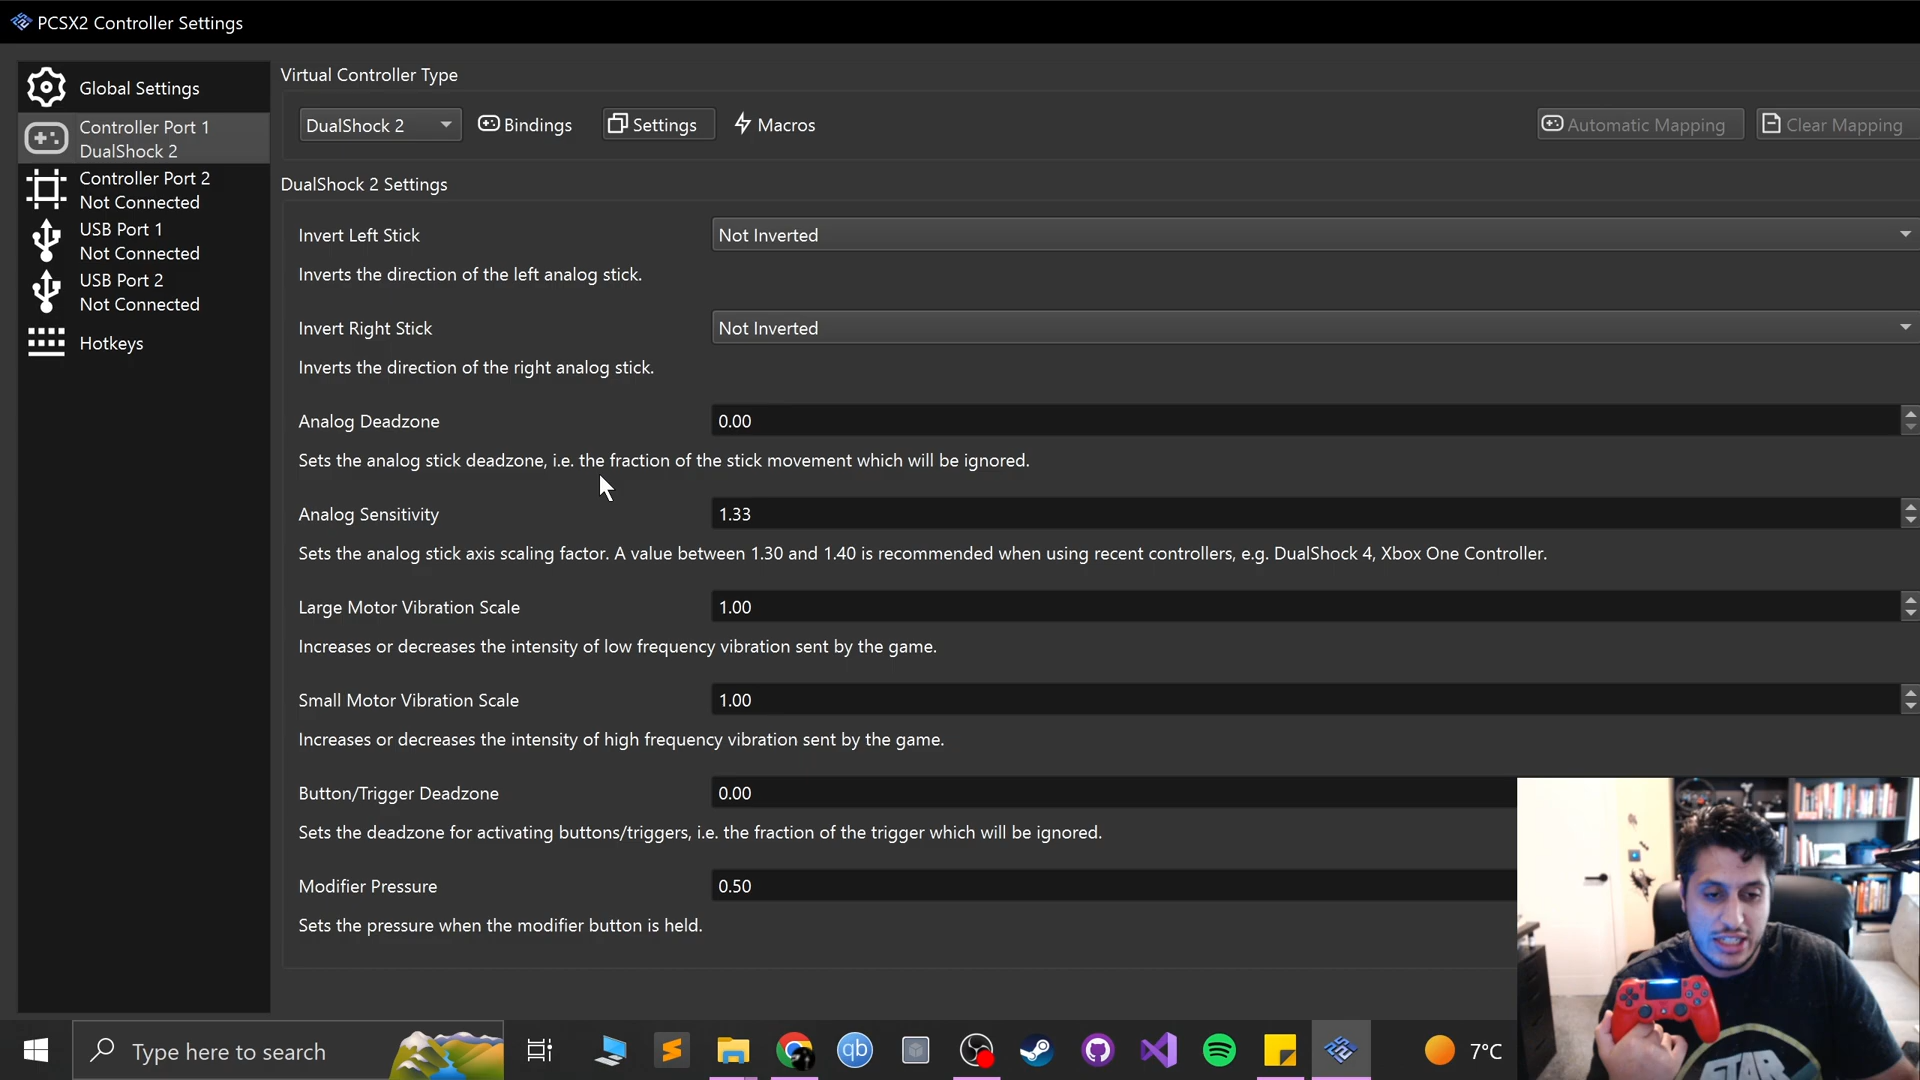 PCSX2 Controller Settings
Global Settings
Controller Port 1
DualShock 2
Controller Port 2
Not Connected
USB Port 1
Not Connected
USB Port 2
Not Connected
Hotkeys
Virtual Controller Type
DualShock 2
Bindings
Settings
Macros
Automatic Mapping
Clear Mapping
DualShock 2 Settings
Invert Left Stick
Not Inverted
Inverts the direction of the left analog stick.
Invert Right Stick
Not Inverted
Inverts the direction of the right analog stick.
Analog Deadzone
0.00
Sets the analog stick deadzone, i.e. the fraction of the stick movement which will be ignored.
Analog Sensitivity
1.33
Sets the analog stick axis scaling factor. A value between 1.30 and 1.40 is recommended when using recent controllers, e.g. DualShock 4, Xbox One Controller.
Large Motor Vibration Scale
1.00
Increases or decreases the intensity of low frequency vibration sent by the game.
Small Motor Vibration Scale
1.00
Increases or decreases the intensity of high frequency vibration sent by the game.
Button/Trigger Deadzone
0.00
Sets the deadzone for activating buttons/triggers, i.e. the fraction of the trigger which will be ignored.
Modifier Pressure
0.50
Sets the pressure when the modifier button is held.
Type here to search
qb
7°C
STAR